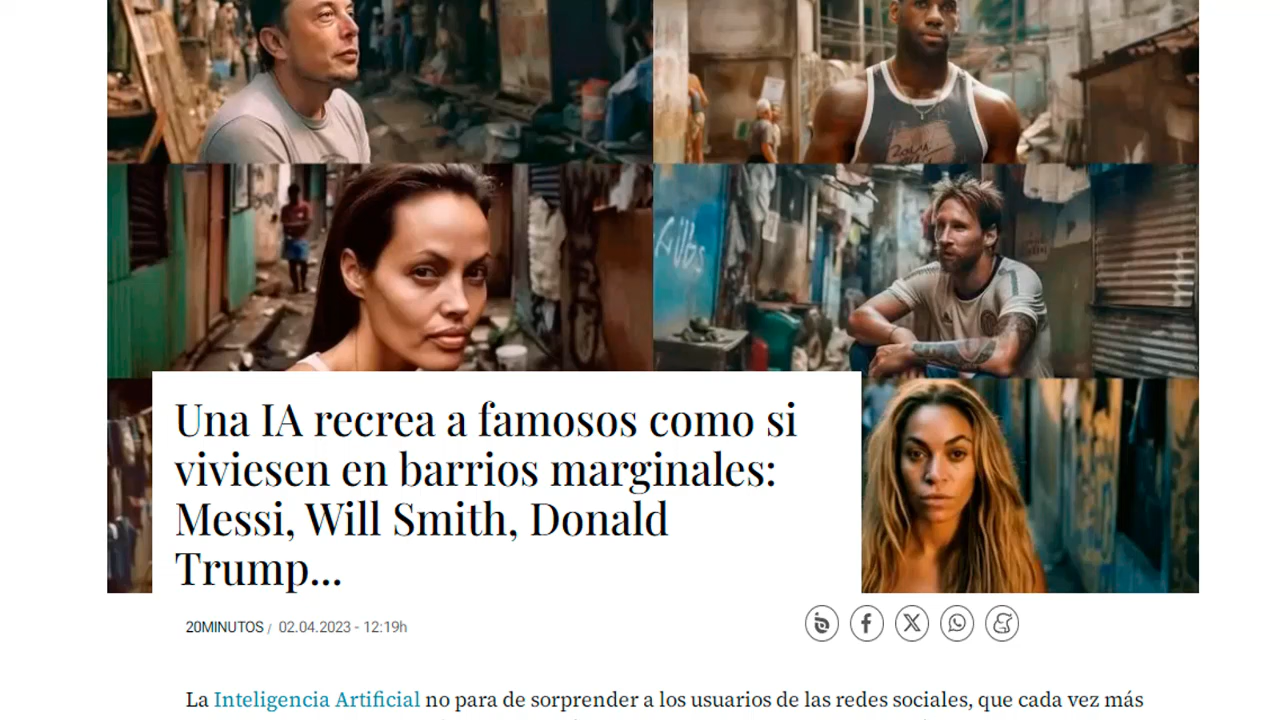 Gilbs
Una IA recrea a famosos como si
viviesen en barrios marginales:
Messi, Will Smith, Donald
Trump...
20MINUTOS / 02.04.2023 - 12:19h
La Inteligencia Artificial no para de sorprender a los usuarios de las redes sociales, que cada vez más